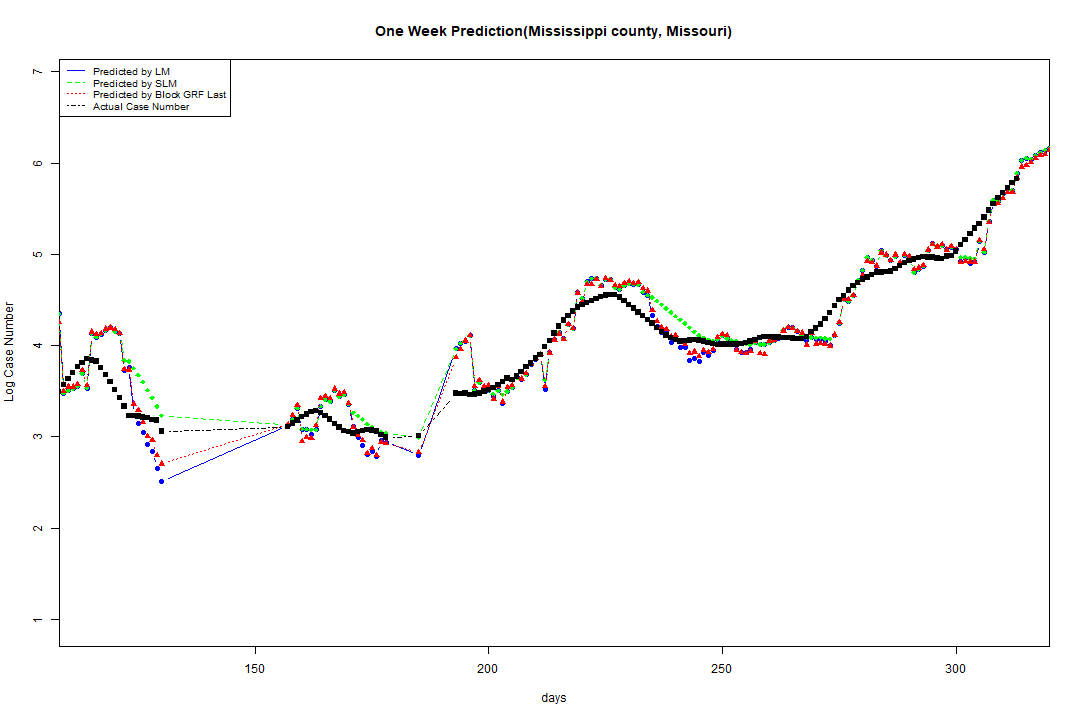 One Week Prediction(Mississippi county, Missouri)
Predicted by LM
Predicted by SLM
Predicted by Block GRF Last
Actual Case Number
7
6
5
4
3
2
1
Log Case Number
150
200
250
300
days